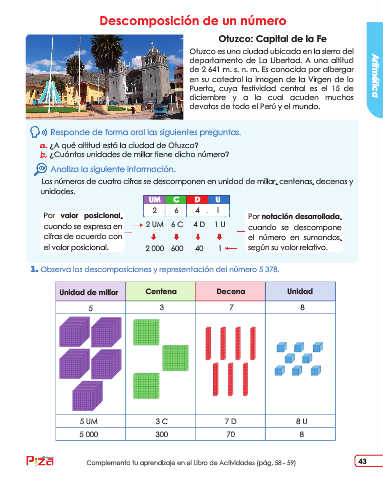 Descomposición de un número
Otuzco: Capital de la Fe
Otuzco es una ciudad ubicada en la sierra del
departamento de La Libertad. A una altitud
de 2 641 m. s. n. m. Es conocida por albergar
en su catedral la imagen de la Virgen de la
Puerta, cuya festividad central es el 15 de
diciembre y a la cual acuden muchos
devotos de todo el Perú y el mundo.
Aritmética
Responde de forma oral las siguientes preguntas.
a. ¿A qué altitud está la ciudad de Otuzco?
b. ¿Cuántas unidades de millar tiene dicho número?
Analiza la siguiente información.
Los números de cuatro cifras se descomponen en unidad de millar, centenas, decenas y
unidades.
UM C D U
2 6 4 1
Por valor posicional,
cuando se expresa en
cifras de acuerdo con
el valor posicional.
2 UM 6 C 4 D 1 U
2 000 600 40 1
Por notación desarrollada,
cuando se descompone
el número en sumandos,
según su valor relativo.
1. Observa las descomposiciones y representación del número 5 378.
Unidad de millar Centena Decena Unidad
5 3 7 8
5 UM 3 C 7 D 8 U
5 000 300 70 8
Pizza
Complementa tu aprendizaje en el Libro de Actividades (pág. 58 - 59)
43